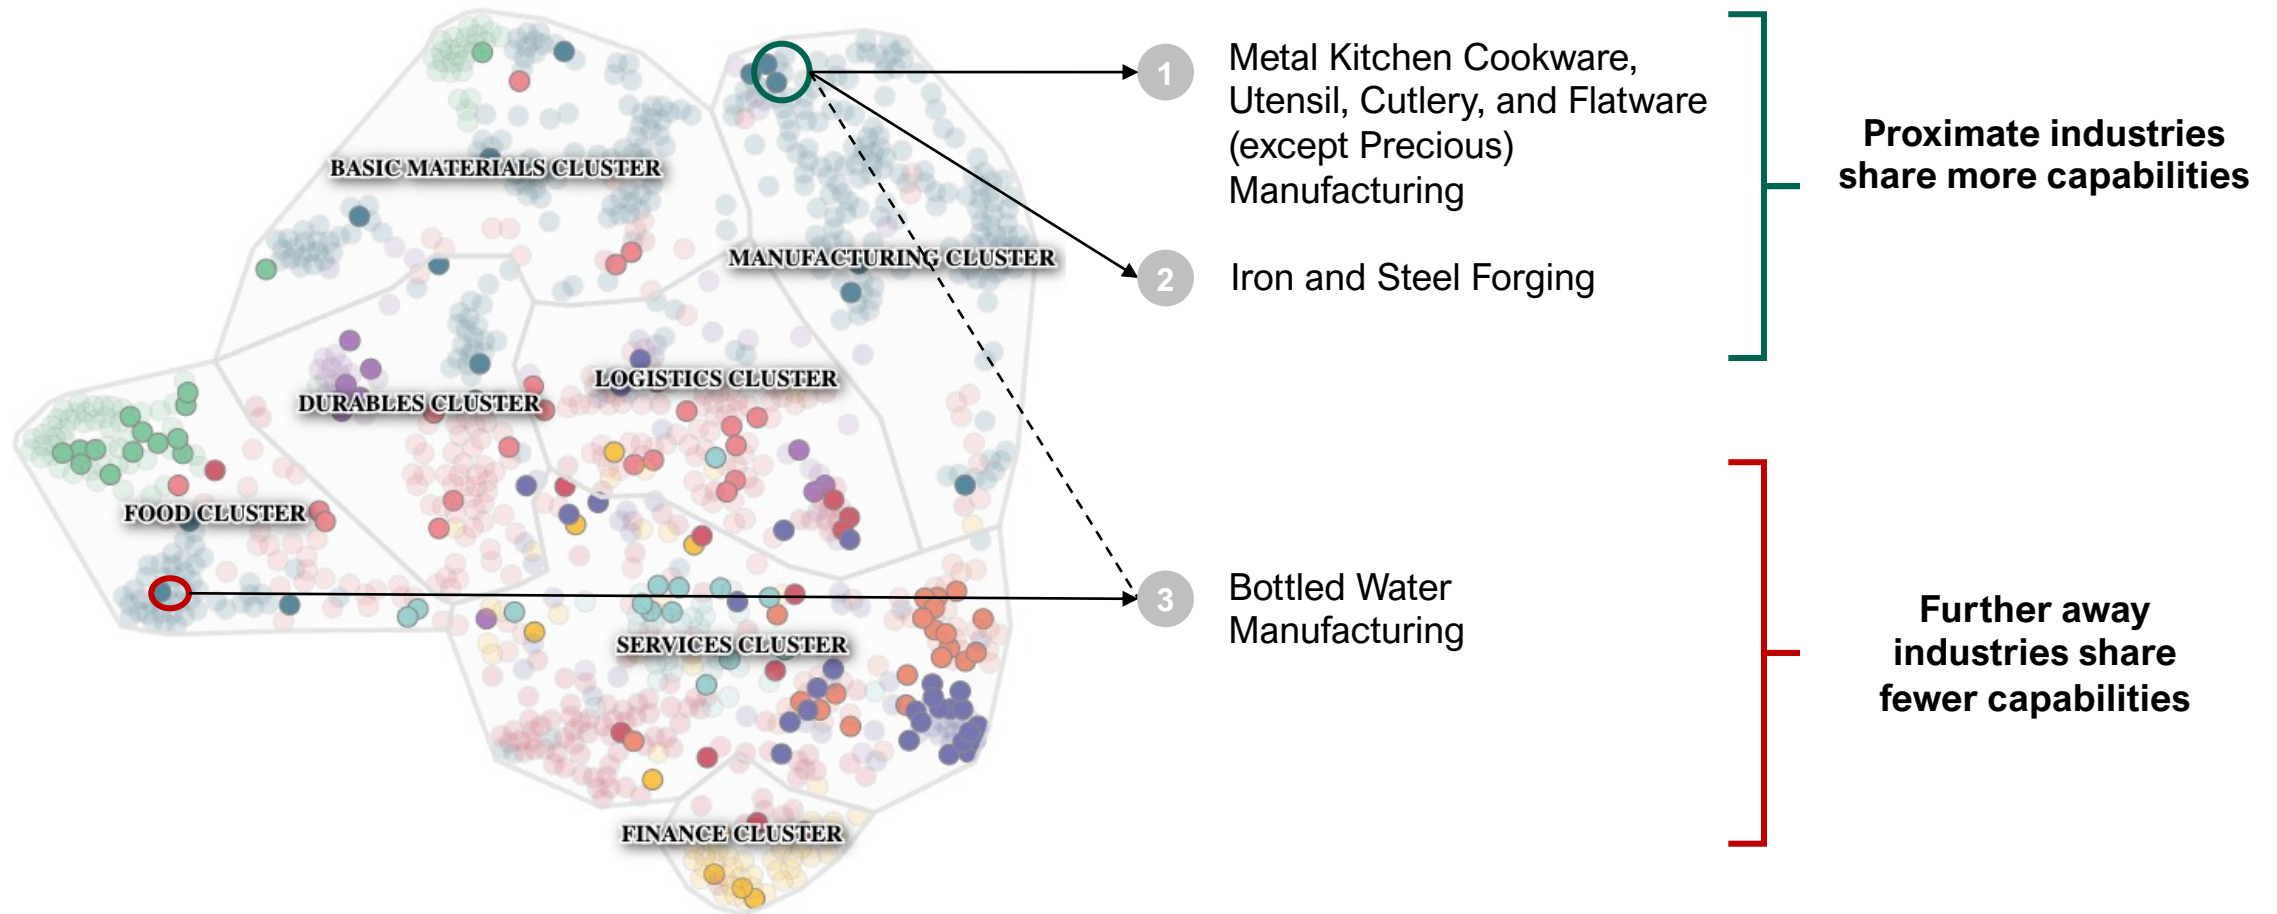 BASIC MATERIALS CLUSTER
MANUFACTURING CLUSTER
LOGISTICS CLUSTER
DURABLES CLUSTER
FOOD CLUSTER
SERVICES CLUSTER
FINANCE CLUSTER
1
Metal Kitchen Cookware,
Utensil, Cutlery, and Flatware
(except Precious)
Manufacturing
2
Iron and Steel Forging
3
Bottled Water
Manufacturing
Proximate industries
share more capabilities
Further away
industries share
fewer capabilities